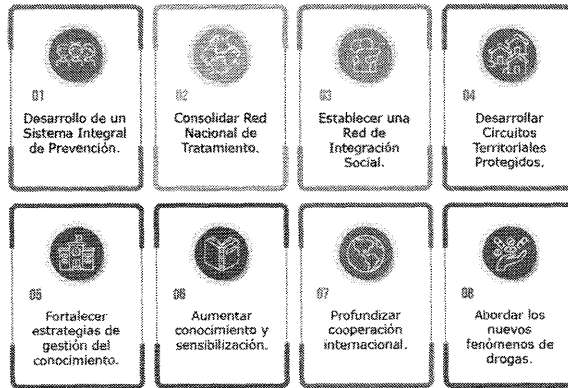 01
Desarrollo de un
Sistema Integral
de Prevención.
02
Consolidar Red
Nacional de
Tratamiento.
03
Establecer una
Red de
Integración
Social.
04
Desarrollar
Circuitos
Territoriales
Protegidos.
05
Fortalecer
estrategias de
gestión del
conocimiento.
06
Aumentar
conocimiento y
sensibilización.
07
Profundizar
cooperación
internacional.
08
Abordar los
nuevos
fenómenos de
drogas.